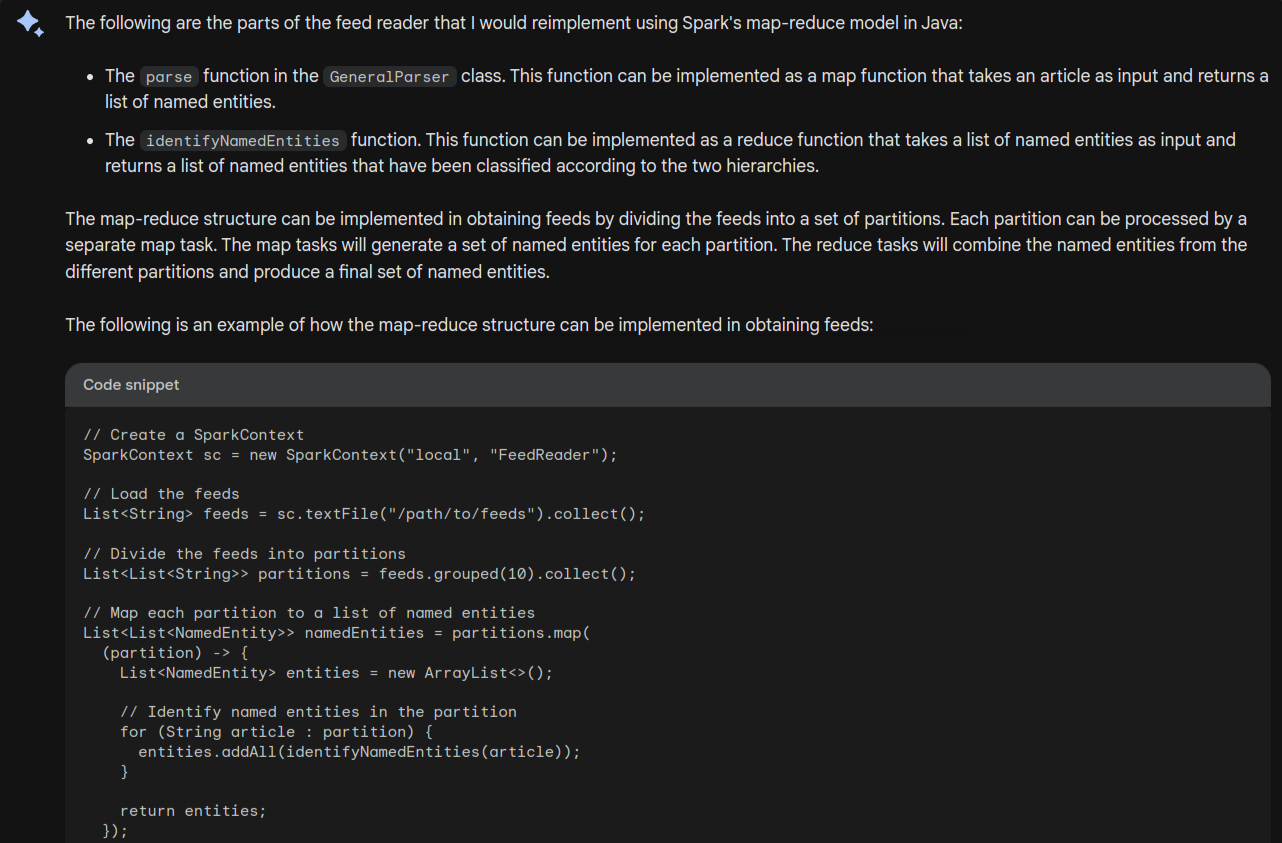 The following are the parts of the feed reader that I would reimplement using Spark's map-reduce model in Java:
• The parse function in the GeneralParser class. This function can be implemented as a map function that takes an article as input and returns a
list of named entities.
• The identifyNamedEntities function. This function can be implemented as a reduce function that takes a list of named entities as input and
returns a list of named entities that have been classified according to the two hierarchies.
The map-reduce structure can be implemented in obtaining feeds by dividing the feeds into a set of partitions. Each partition can be processed by a
separate map task. The map tasks will generate a set of named entities for each partition. The reduce tasks will combine the named entities from the
different partitions and produce a final set of named entities.
The following is an example of how the map-reduce structure can be implemented in obtaining feeds:
Code snippet
// Create a SparkContext
SparkContext sc = new SparkContext("local", "FeedReader");
// Load the feeds
List<String> feeds = sc.textFile("/path/to/feeds").collect();
// Divide the feeds into partitions
List<List<String>> partitions = feeds.grouped(10).collect();
// Map each partition to a list of named entities
List<List<NamedEntity>> namedEntities = partitions.map(
  (partition) -> {
    List<NamedEntity> entities = new ArrayList<>();
    // Identify named entities in the partition
    for (String article : partition) {
      entities.addAll(identifyNamedEntities(article));
    }
    return entities;
  });